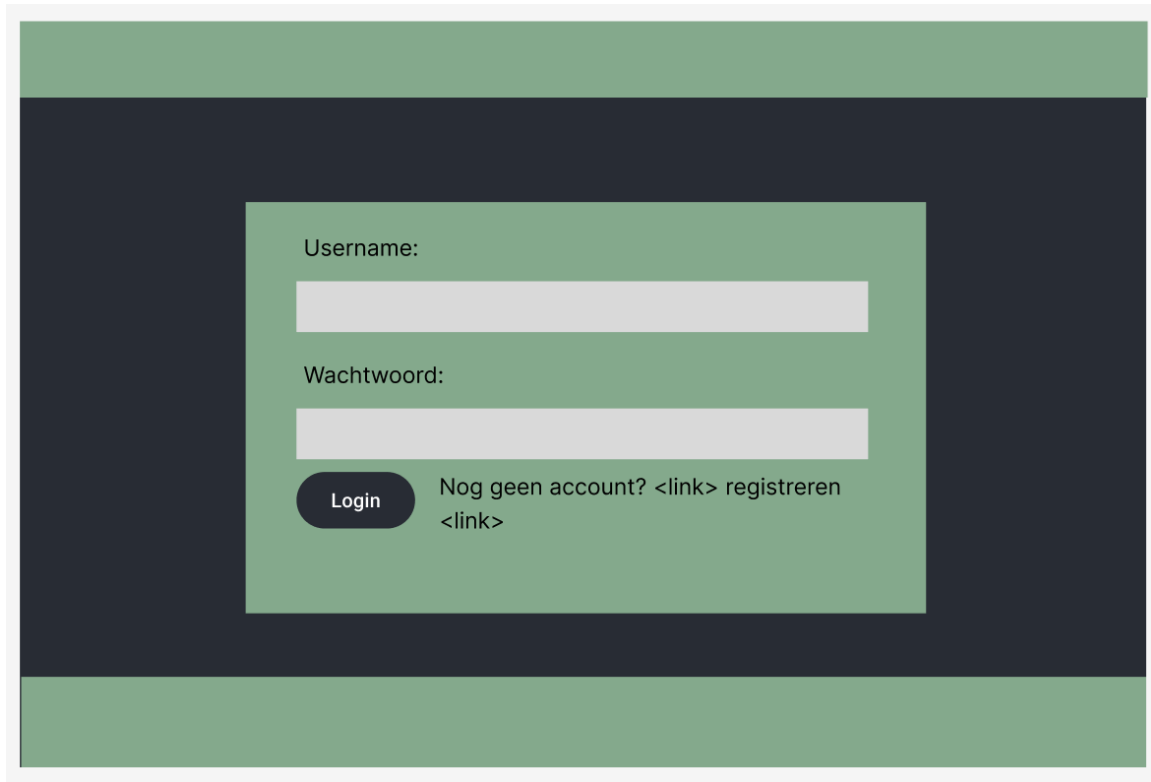 Username:
Wachtwoord:
Login
Nog geen account? <link> registreren
<link>